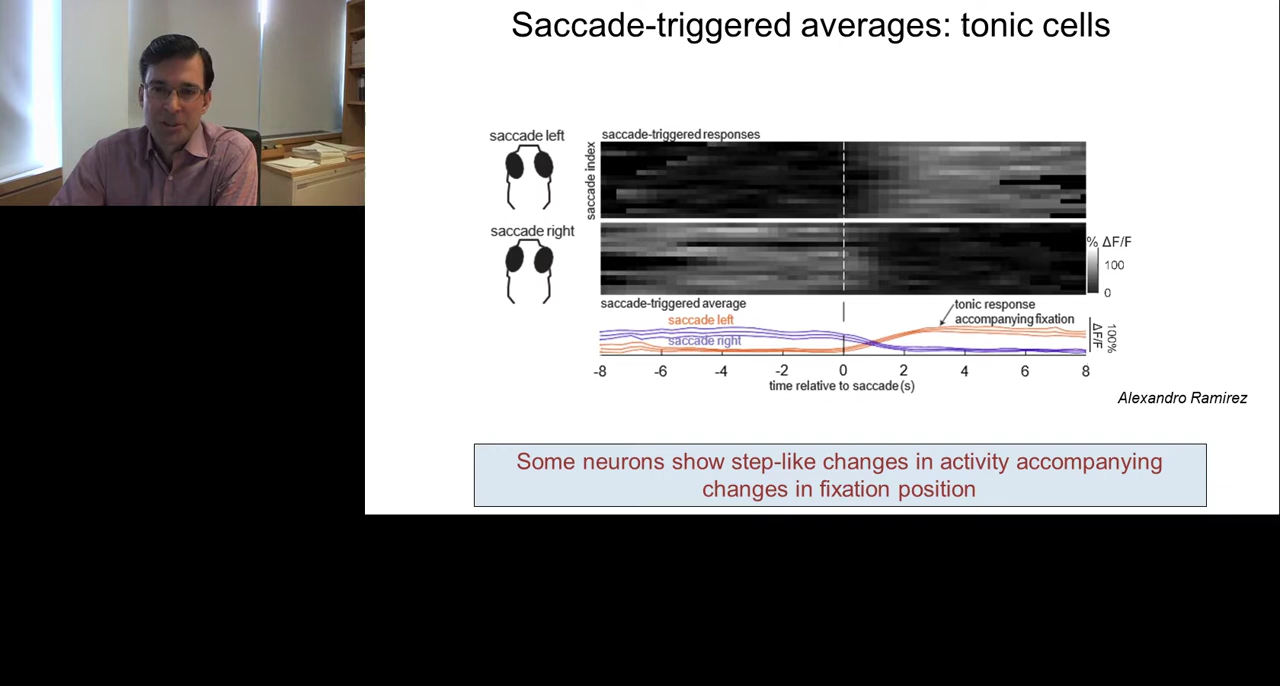 Saccade-triggered averages: tonic cells
saccade left
saccade-triggered responses
saccade index
saccade right
% ΔF/F
100
0
saccade-triggered average
saccade left
saccade right
tonic response
accompanying fixation
100%
ΔF/F
-8 -6 -4 -2 0 2 4 6 8
time relative to saccade (s)
Alexandro Ramirez
Some neurons show step-like changes in activity accompanying
changes in fixation position